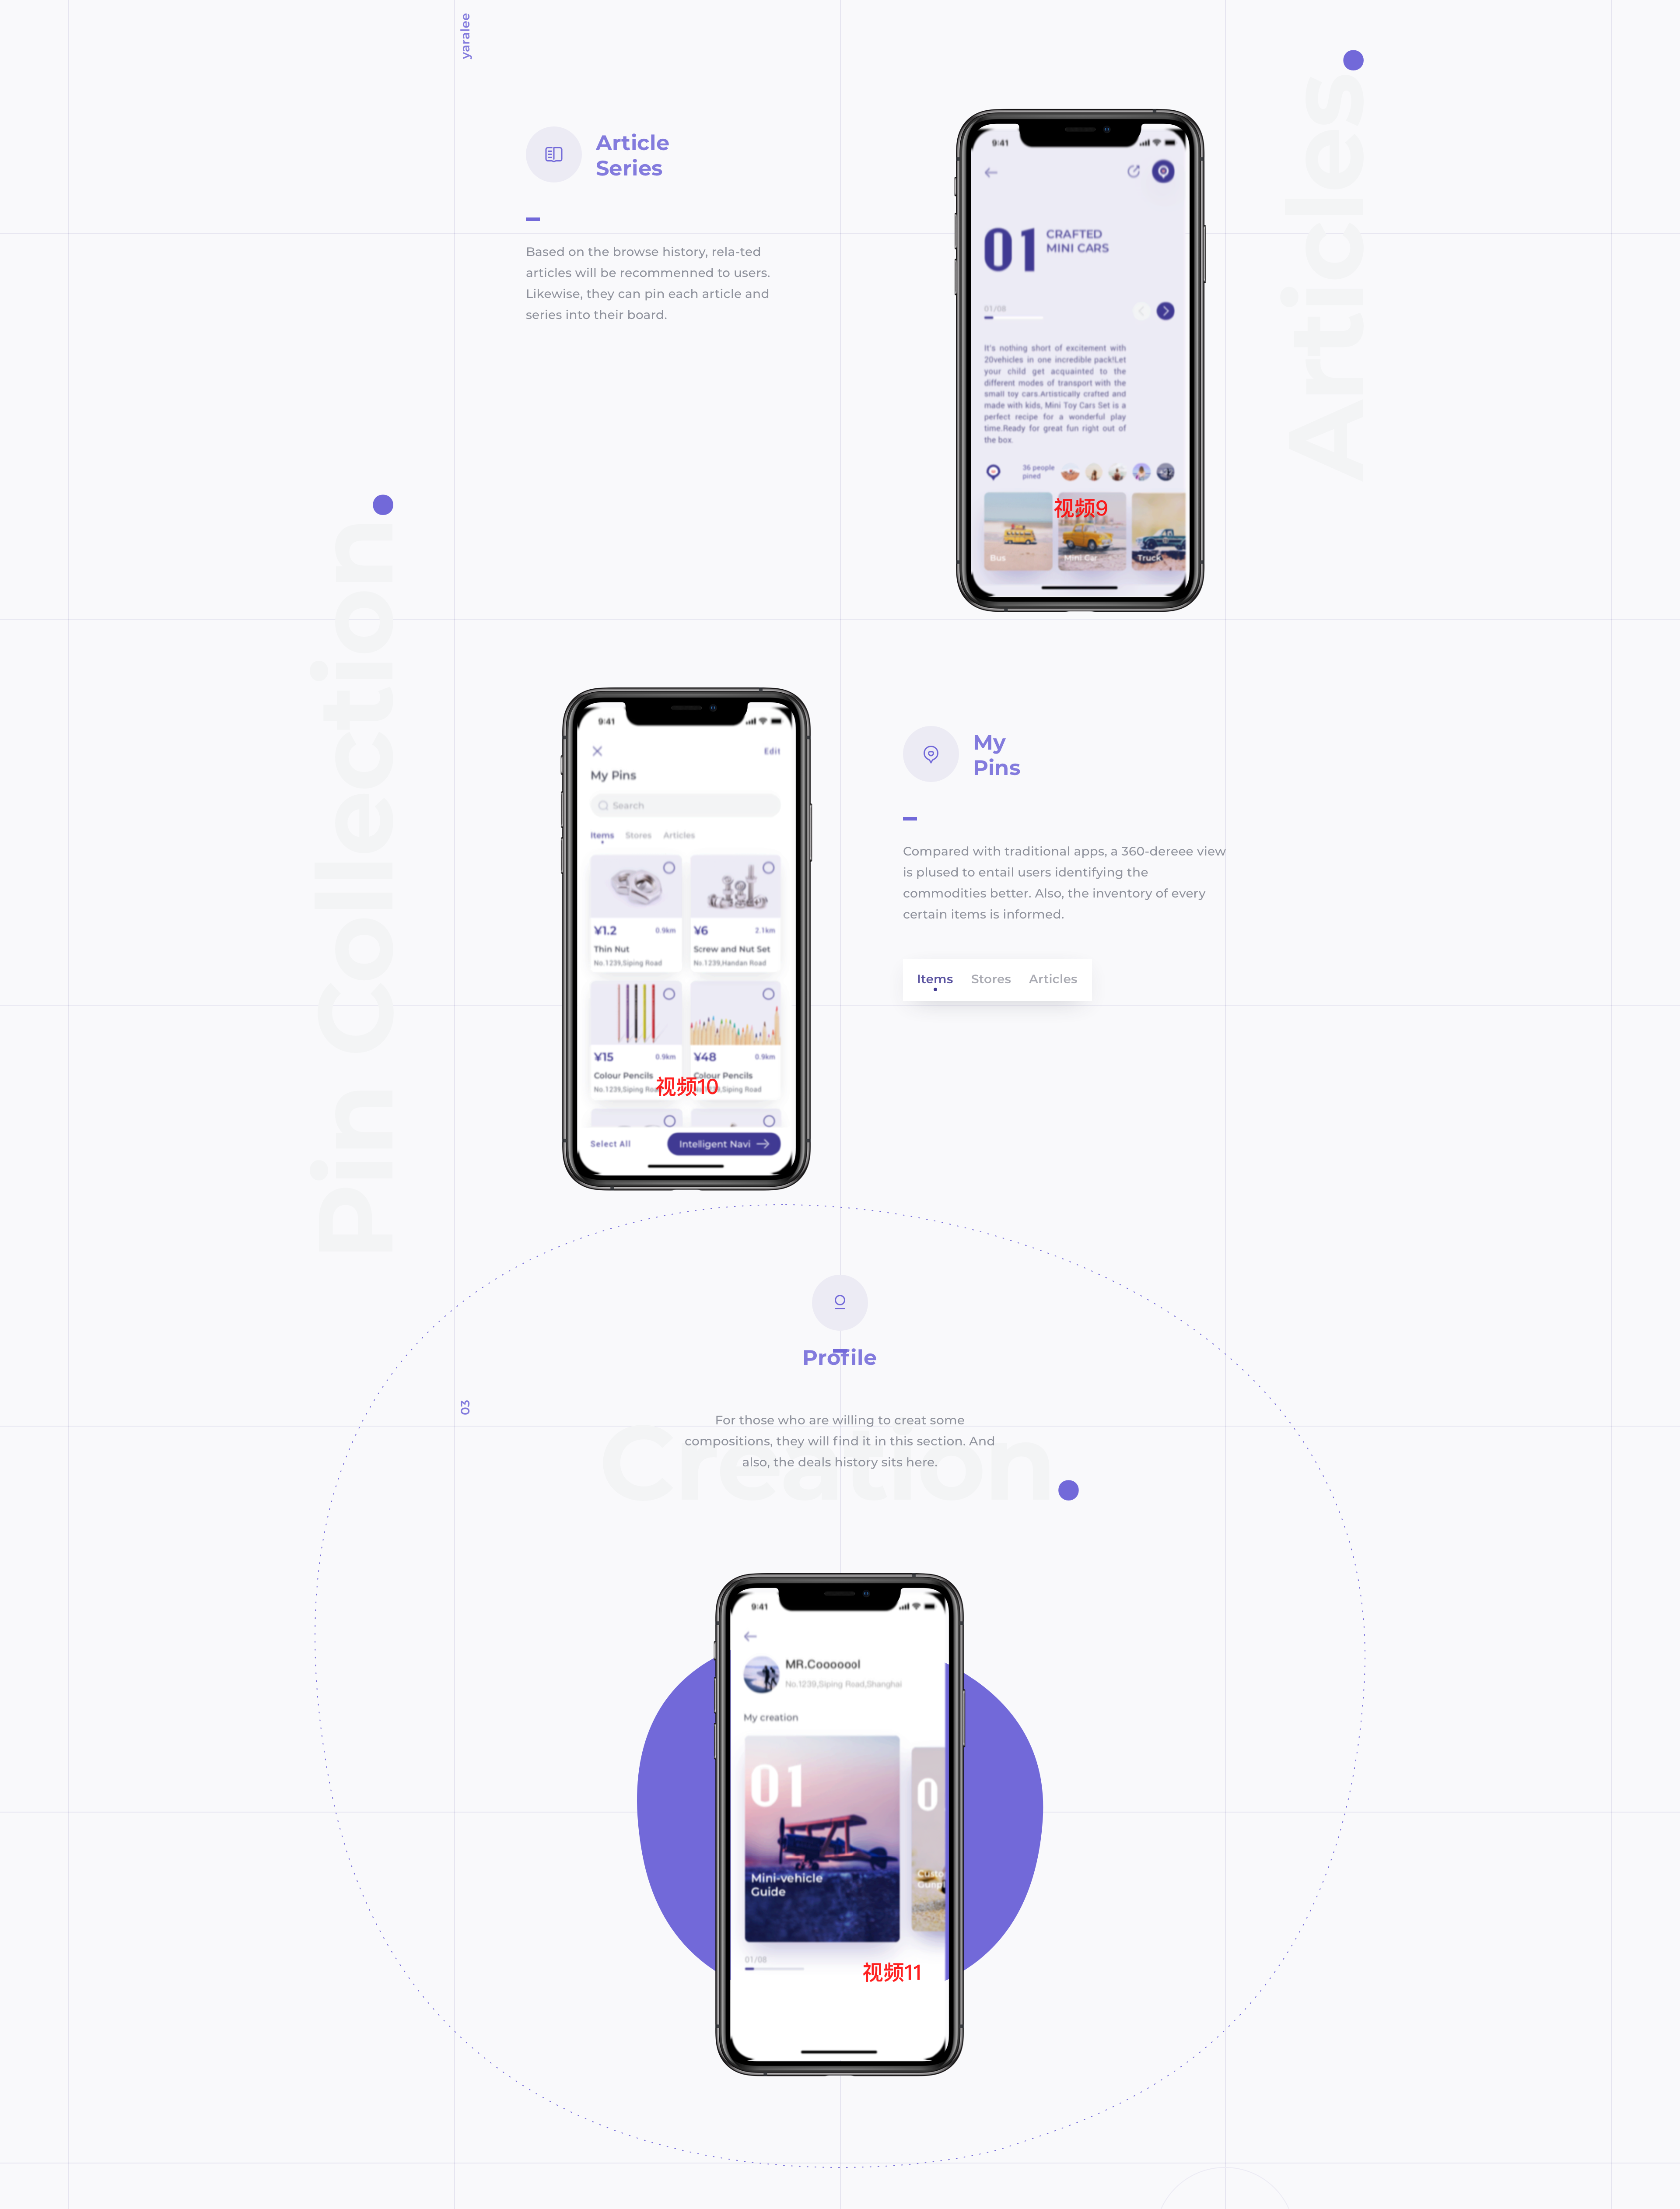 yaralee
Article
Series
Based on the browse history, rela-ted
articles will be recommenned to users.
Likewise, they can pin each article and
series into their board.
Articles
9:41
01
CRAFTED
MINI CARS
01/08
It's nothing short of excitement with
20vehicles in one incredible pack!Let
your child get acquainted to the
different modes of transport with the
small toy cars.Artistically crafted and
made with kids, Mini Toy Cars Set is a
perfect recipe for a wonderful play
time.Ready for great fun right out of
the box.
36 people
pined
视频9
Bus
Mini Car
Truck
Pin Collection
9:41
Edit
My Pins
Search
Items Stores Articles
¥1.2 0.9km
Thin Nut
No.1239,Siping Road
¥6 2.1km
Screw and Nut Set
No.1239,Handan Road
¥15 0.9km
Colour Pencils
No.1239,Siping
¥48 0.9km
Colour Pencils
Siping Road
视频10
Select All
Intelligent Navi
My
Pins
Compared with traditional apps, a 360-dereee view
is plused to entail users identifying the
commodities better. Also, the inventory of every
certain items is informed.
Items Stores Articles
Profile
03
For those who are willing to creat some
compositions, they will find it in this section. And
also, the deals history sits here.
Creation
9:41
MR.Cooooool
No.1239,Siping Road,Shanghai
My creation
01
Mini-vehicle
Guide
0
01/08
视频11